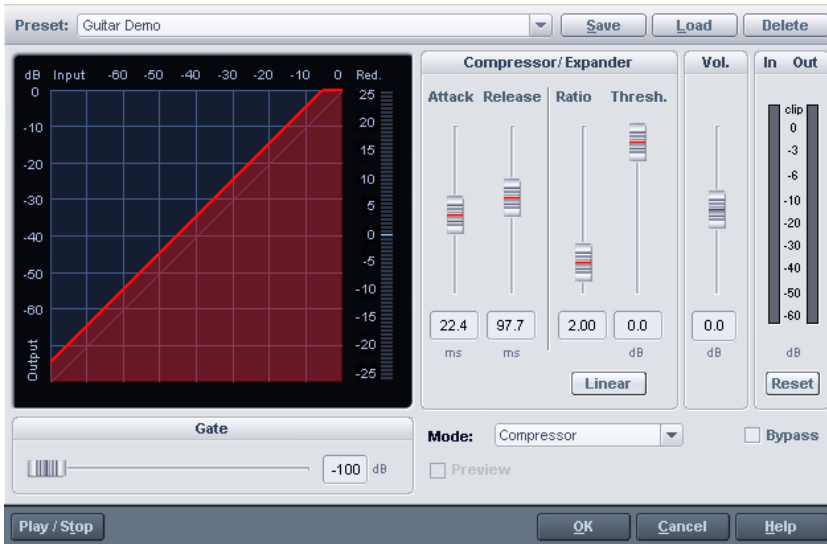 Preset: Guitar Demo Save Load Delete
dB Input -60 -50 -40 -30 -20 -10 0 Red.
0
-10
-20
-30
-40
-50
-60
Output
25
20
15
10
5
0
-5
-10
-15
-20
-25
Compressor/Expander
Attack Release Ratio Thresh.
22.4 97.7 2.00 0.0
ms ms dB
Linear
Vol.
0.0
dB
In Out
clip
0
-3
-6
-10
-20
-30
-40
-50
-60
dB
Reset
Gate
-100 dB
Mode: Compressor Bypass
Preview
Play / Stop OK Cancel Help